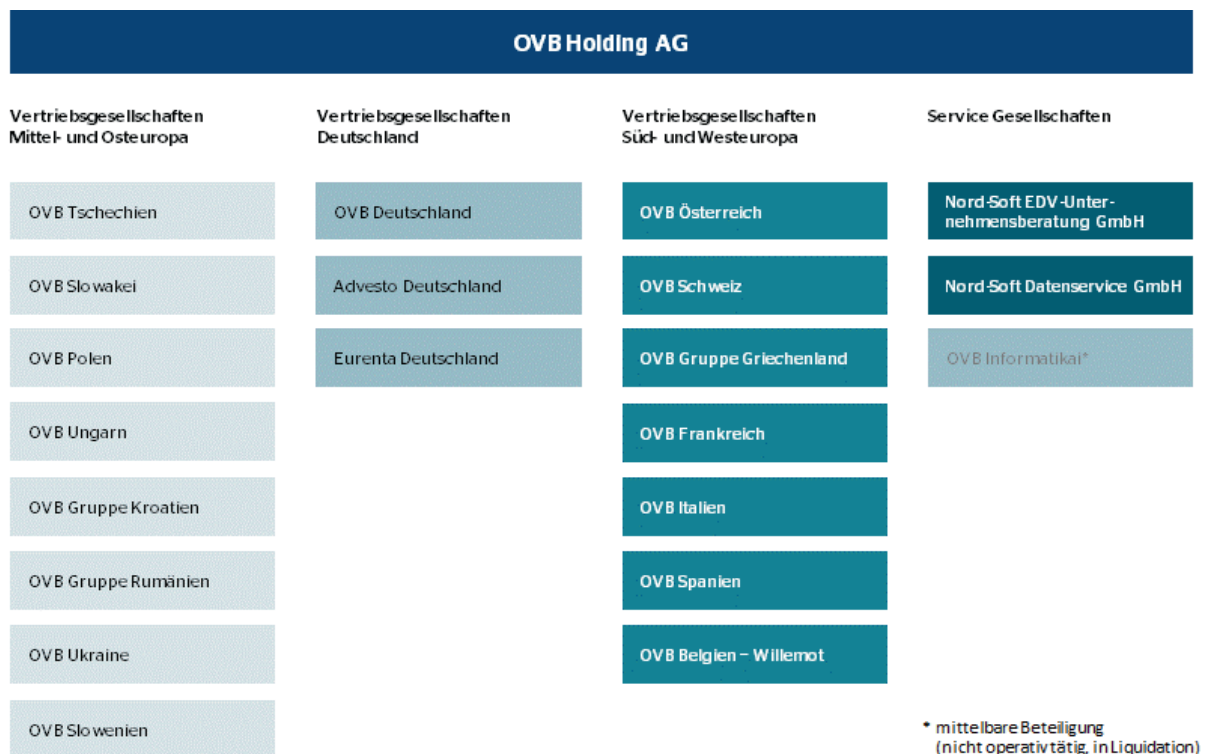 OVB Holding AG
Vertriebsgesellschaften
Mittel- und Osteuropa
OVB Tschechien
OVB Slowakei
OVB Polen
OVB Ungarn
OVB Gruppe Kroatien
OVB Gruppe Rumänien
OVB Ukraine
OVB Slowenien
Vertriebsgesellschaften
Deutschland
OVB Deutschland
Advesto Deutschland
Eurenta Deutschland
Vertriebsgesellschaften
Süd- und Westeuropa
OVB Österreich
OVB Schweiz
OVB Gruppe Griechenland
OVB Frankreich
OVB Italien
OVB Spanien
OVB Belgien – Willemot
Service Gesellschaften
Nord-Soft EDV-Unter-
nehmensberatung GmbH
Nord-Soft Datenservice GmbH
OVB Informatikai*
* mittelbare Beteiligung
(nicht operativ tätig, in Liquidation)